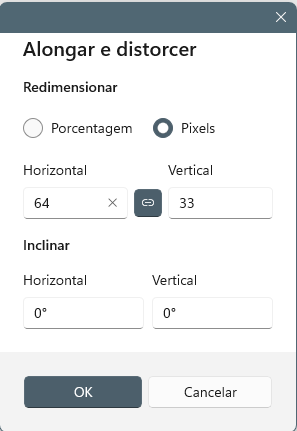 Alongar e distorcer
Redimensionar
Porcentagem Pixels
Horizontal Vertical
64 33
Inclinar
Horizontal Vertical
0° 0°
OK Cancelar